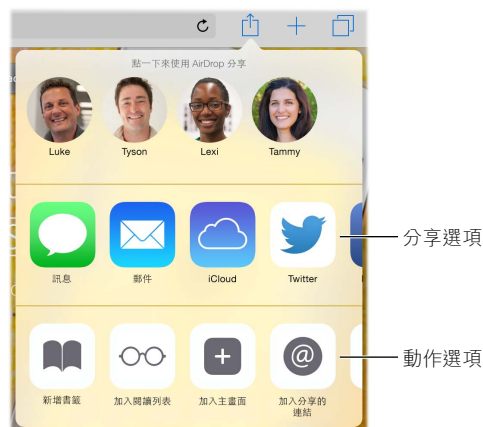 點一下來使用 AirDrop 分享
Luke Tyson Lexi Tammy
訊息 郵件 iCloud Twitter
分享選項
新增書籤 加入閱讀列表 加入主畫面 加入分享的
連結
動作選項